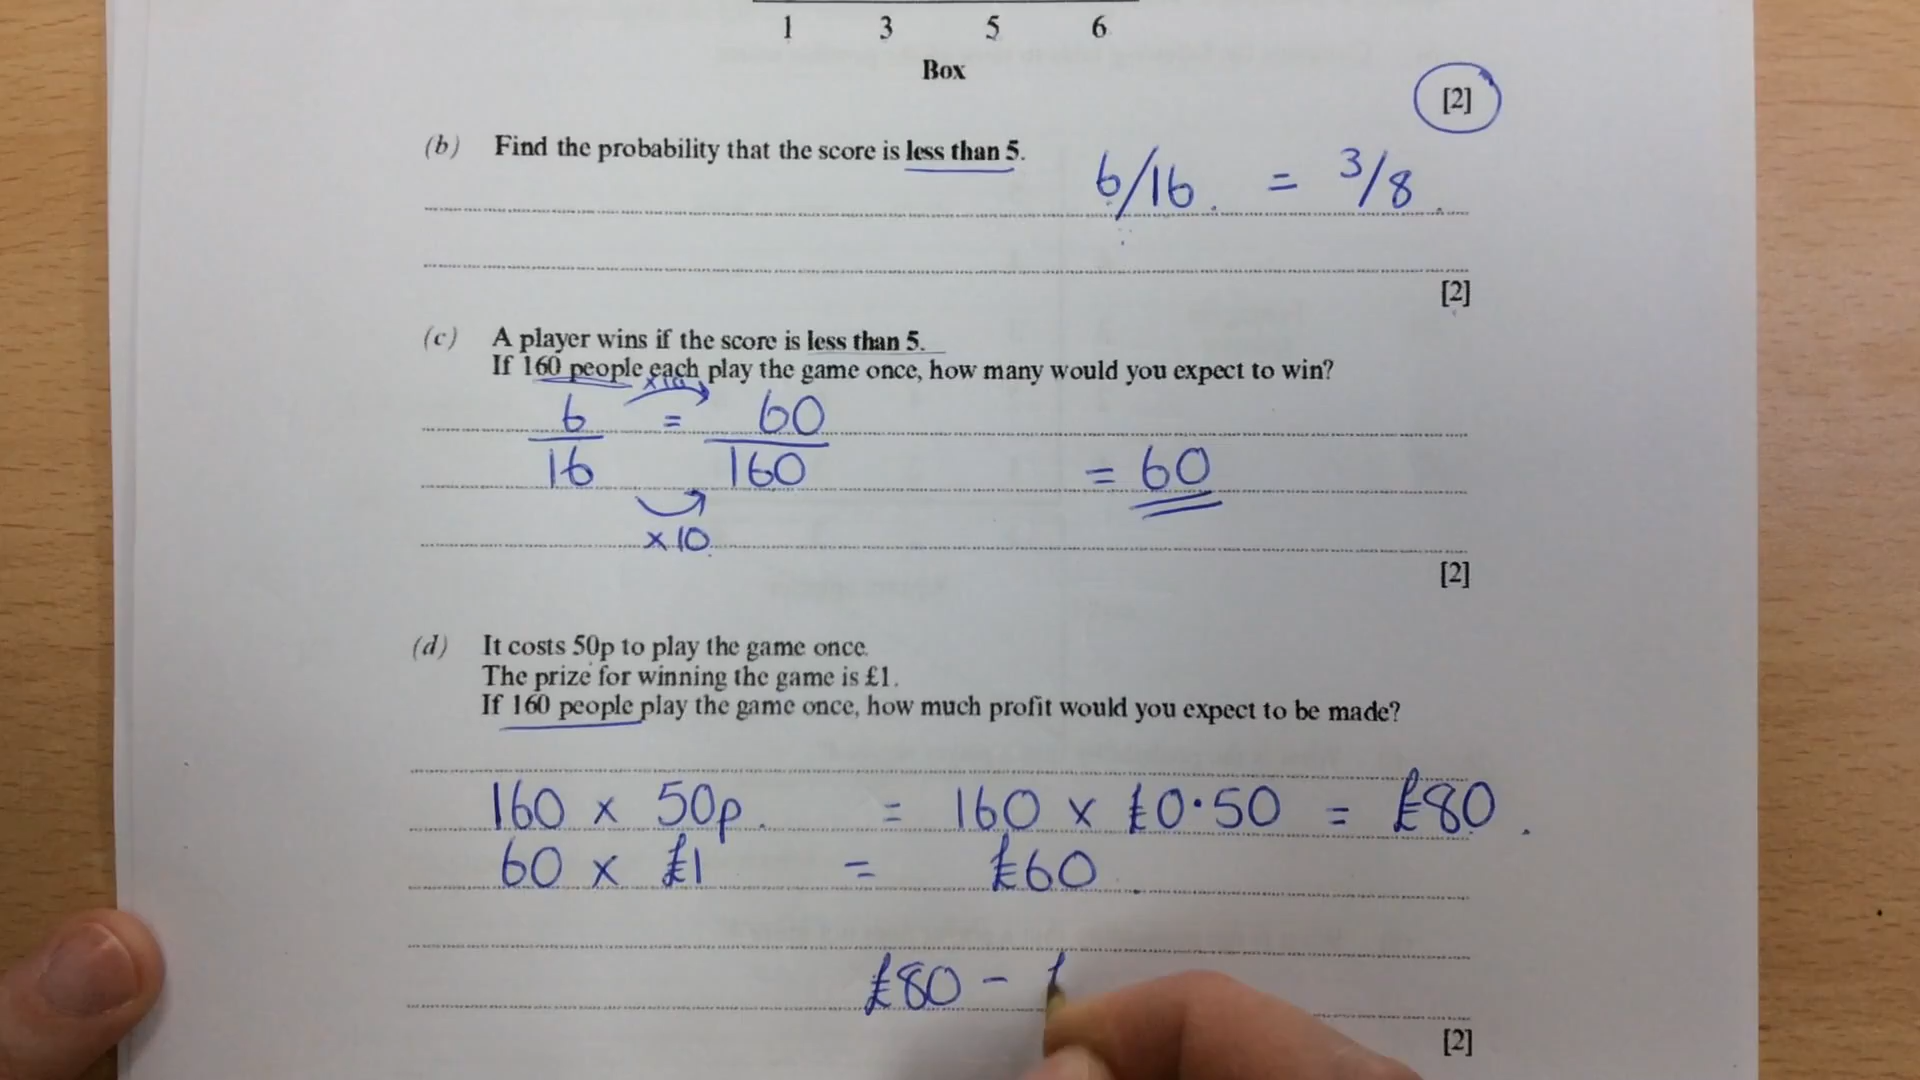 1 3 5 6
Box
[2]
(b) Find the probability that the score is less than 5.
6/16 = 3/8
[2]
(c) A player wins if the score is less than 5.
If 160 people each play the game once, how many would you expect to win?
x10
6 = 60
16 160
= 60
x10
[2]
(d) It costs 50p to play the game once.
The prize for winning the game is £1.
If 160 people play the game once, how much profit would you expect to be made?
160 x 50p. = 160 x £0.50 = £80.
60 x £1 = £60.
£80 -
[2]